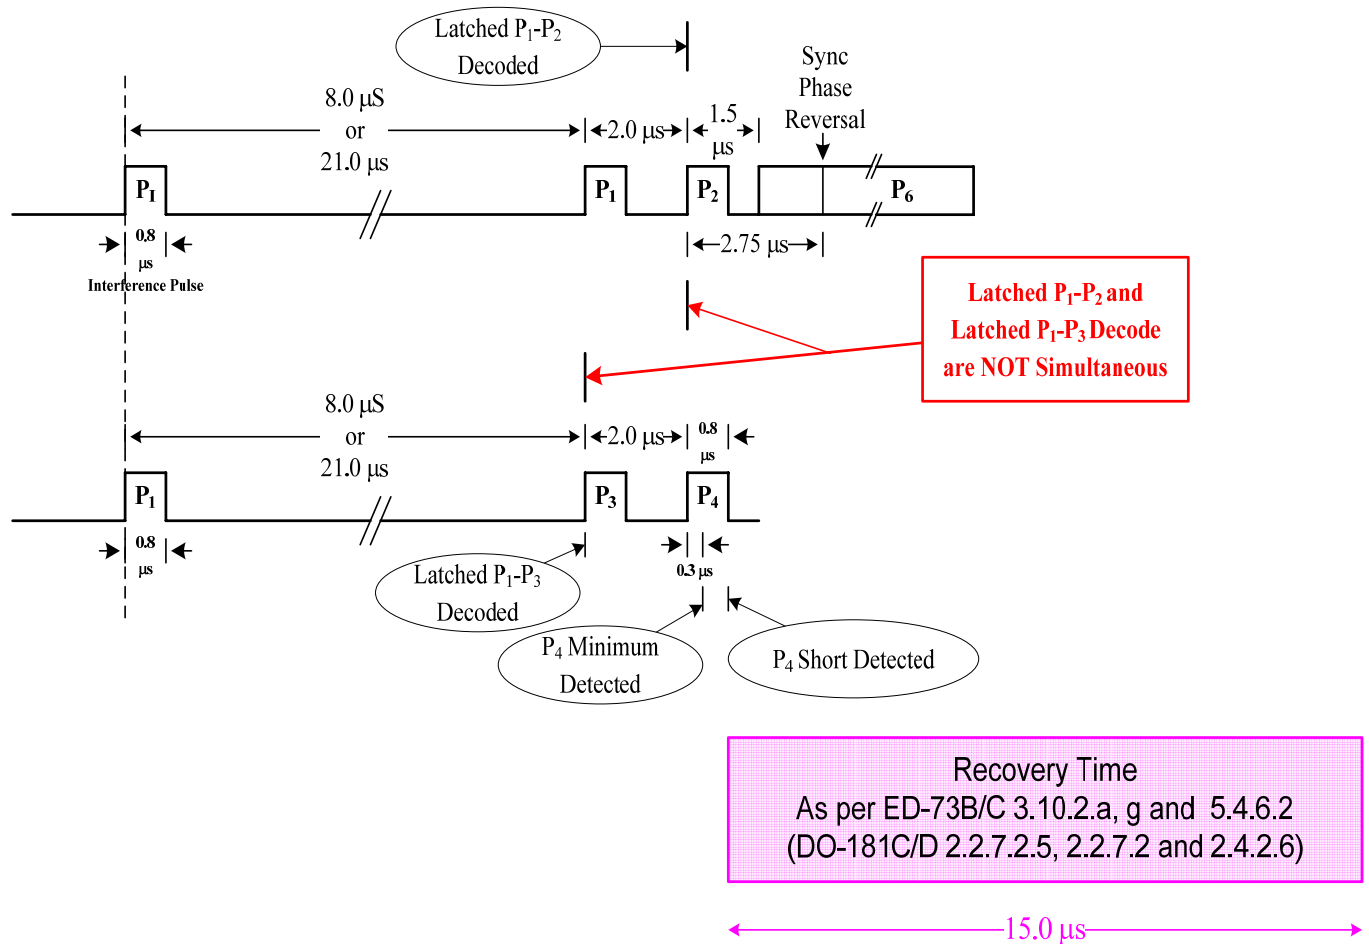 Latched P₁-P₂
Decoded
Sync
Phase
Reversal
8.0 µS
or
21.0 µs
2.0 µs
1.5
µs
P_I
P₁
P₂
P₆
0.8
µs
Interference Pulse
2.75 µs
Latched P₁-P₂ and
Latched P₁-P₃ Decode
are NOT Simultaneous
8.0 µS
or
21.0 µs
2.0 µs
0.8
µs
P₁
P₃
P₄
0.8
µs
0.3 µs
Latched P₁-P₃
Decoded
P₄ Minimum
Detected
P₄ Short Detected
Recovery Time
As per ED-73B/C 3.10.2.a, g and 5.4.6.2
(DO-181C/D 2.2.7.2.5, 2.2.7.2 and 2.4.2.6)
15.0 µs